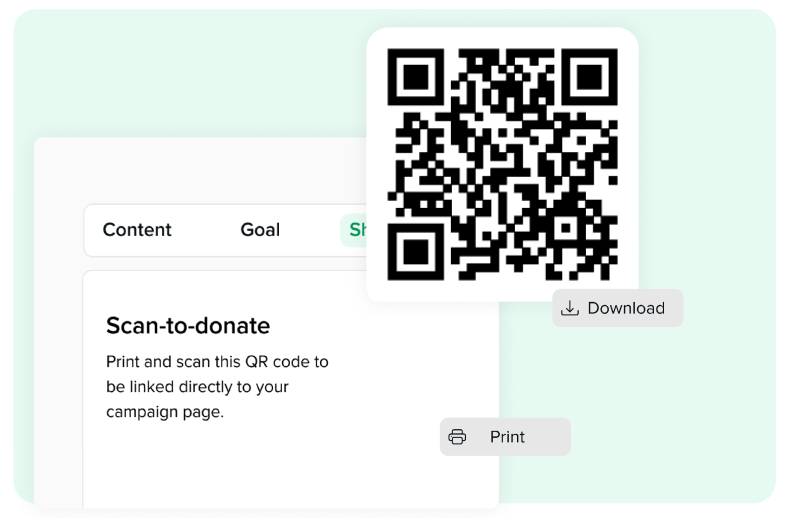 Content Goal Sh
Download
Scan-to-donate
Print and scan this QR code to
be linked directly to your
campaign page.
Print